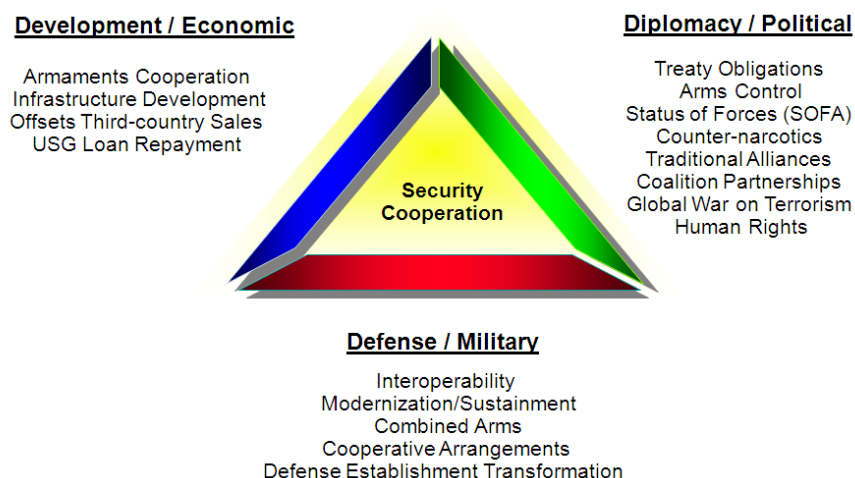 Development / Economic
Armaments Cooperation
Infrastructure Development
Offsets Third-country Sales
USG Loan Repayment
Diplomacy / Political
Treaty Obligations
Arms Control
Status of Forces (SOFA)
Counter-narcotics
Traditional Alliances
Coalition Partnerships
Global War on Terrorism
Human Rights
Security
Cooperation
Defense / Military
Interoperability
Modernization/Sustainment
Combined Arms
Cooperative Arrangements
Defense Establishment Transformation